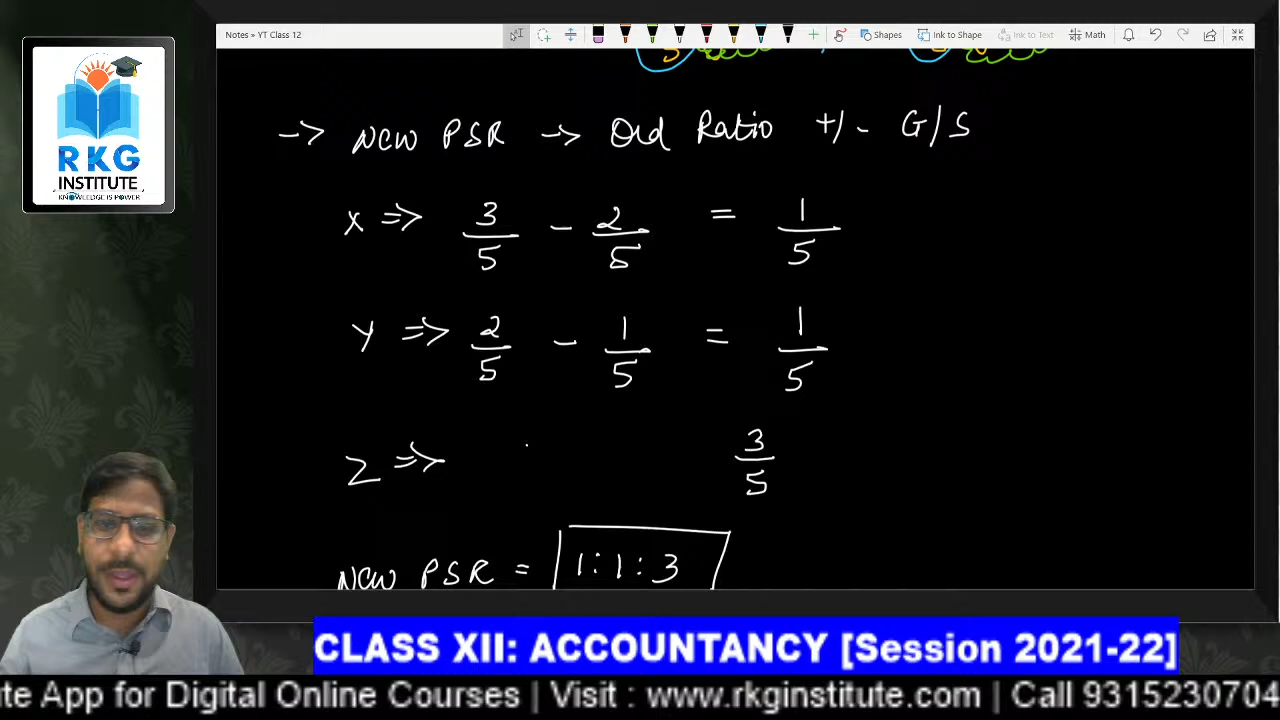 Notes » YT Class 12
Shapes
Ink to Shape
Ink to Text
Math
RKG
INSTITUTE
KNOWLEDGE IS POWER
-> New PSR -> Old Ratio +/- G/S
X => 3/5 - 2/5 = 1/5
Y => 2/5 - 1/5 = 1/5
Z => 3/5
New PSR = 1:1:3
CLASS XII: ACCOUNTANCY [Session 2021-22]
ute App for Digital Online Courses | Visit : www.rkginstitute.com | Call 9315230704